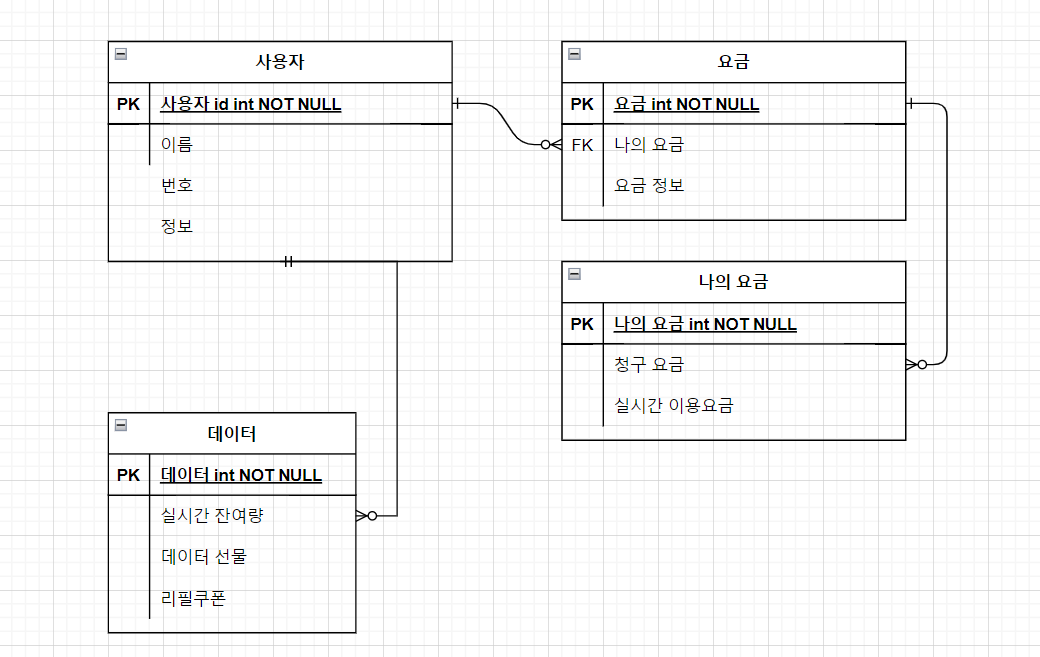 사용자
PK 사용자 id int NOT NULL
이름
번호
정보
요금
PK 요금 int NOT NULL
FK 나의 요금
요금 정보
나의 요금
PK 나의 요금 int NOT NULL
청구 요금
실시간 이용요금
데이터
PK 데이터 int NOT NULL
실시간 잔여량
데이터 선물
리필쿠폰